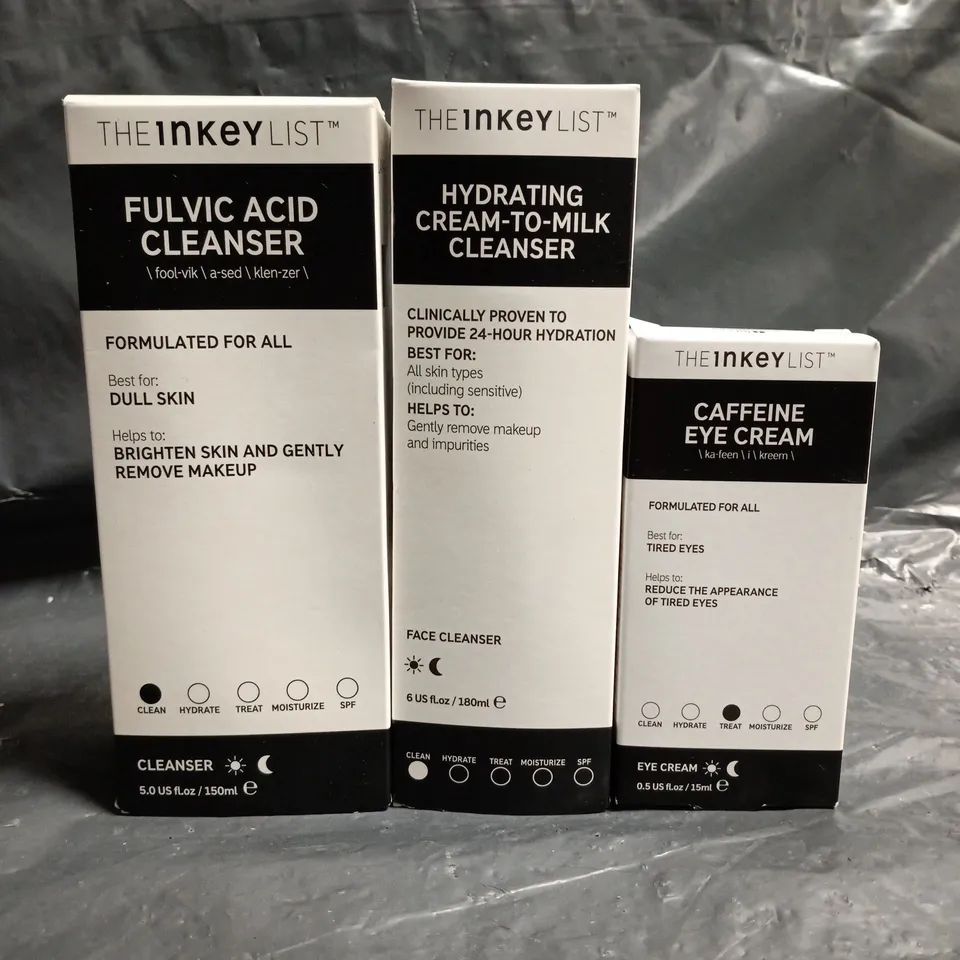 THE INKEY LIST™
FULVIC ACID
CLEANSER
\ fool-vik \ a-sed \ klen-zer \
FORMULATED FOR ALL
Best for:
DULL SKIN
Helps to:
BRIGHTEN SKIN AND GENTLY
REMOVE MAKEUP
CLEAN HYDRATE TREAT MOISTURIZE SPF
CLEANSER
5.0 US fl.oz / 150ml ℮
THE INKEY LIST™
HYDRATING
CREAM-TO-MILK
CLEANSER
CLINICALLY PROVEN TO
PROVIDE 24-HOUR HYDRATION
BEST FOR:
All skin types
(including sensitive)
HELPS TO:
Gently remove makeup
and impurities
FACE CLEANSER
6 US fl.oz / 180ml ℮
CLEAN HYDRATE TREAT MOISTURIZE SPF
THE INKEY LIST™
CAFFEINE
EYE CREAM
\ ka-feen \ i \ kreem \
FORMULATED FOR ALL
Best for:
TIRED EYES
Helps to:
REDUCE THE APPEARANCE
OF TIRED EYES
CLEAN HYDRATE TREAT MOISTURIZE SPF
EYE CREAM
0.5 US fl.oz / 15ml ℮